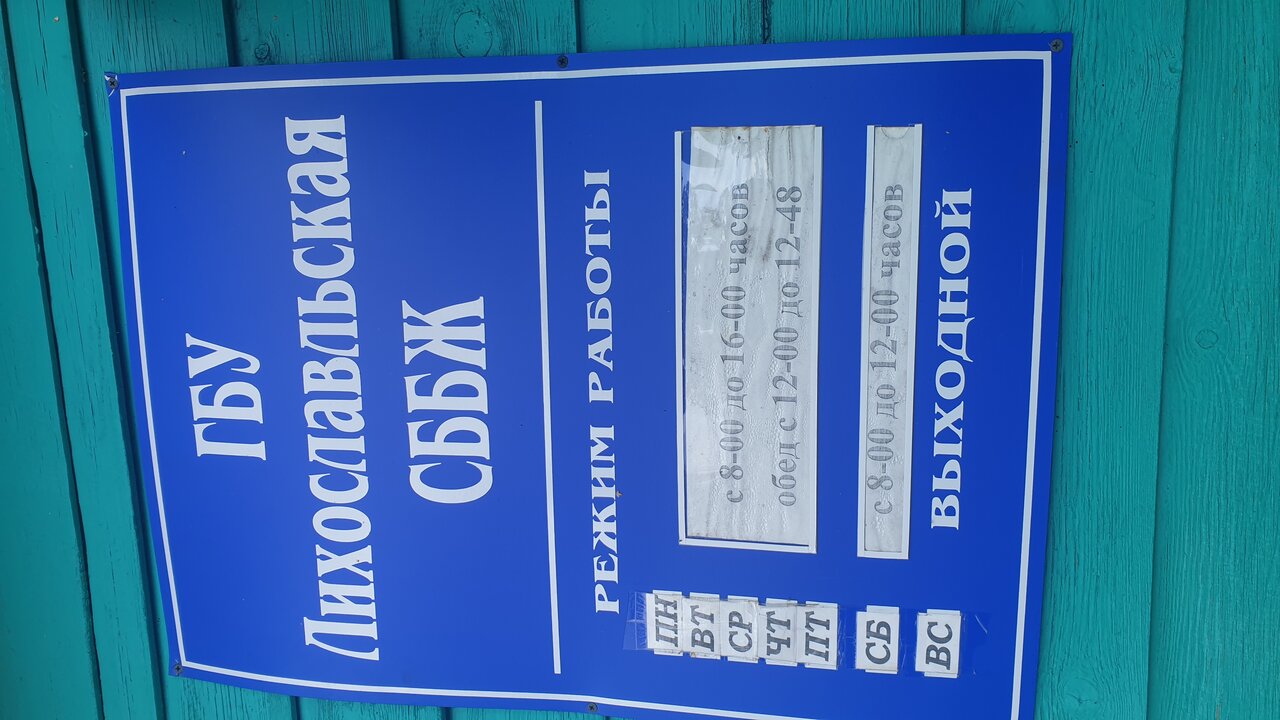 ГБУ
Лихославльская
СББЖ
РЕЖИМ РАБОТЫ
ПН
ВТ
СР
ЧТ
ПТ
с 8-00 до 16-00 часов
обед с 12-00 до 12-48
СБ
с 8-00 до 12-00 часов
ВС
ВЫХОДНОЙ